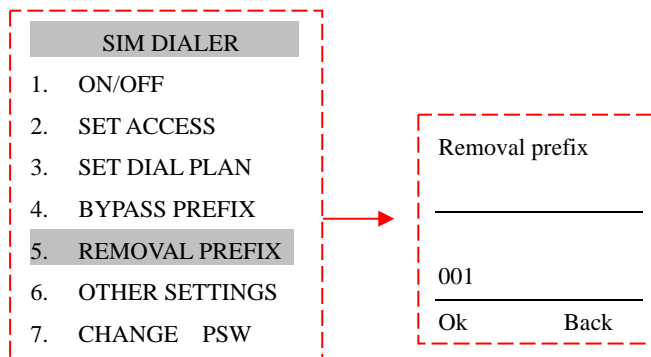 SIM DIALER
1. ON/OFF
2. SET ACCESS
3. SET DIAL PLAN
4. BYPASS PREFIX
5. REMOVAL PREFIX
6. OTHER SETTINGS
7. CHANGE PSW
Removal prefix
001
Ok Back